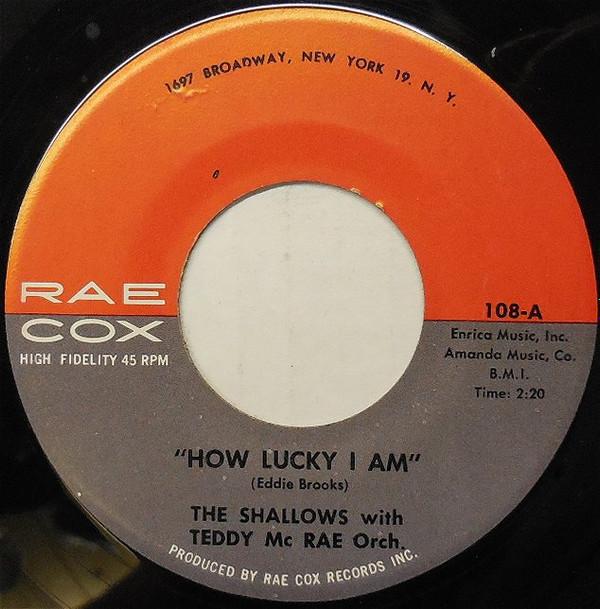 1697 BROADWAY, NEW YORK 19, N. Y.
RAE
COX
HIGH FIDELITY 45 RPM
108-A
Enrica Music, Inc.
Amanda Music, Co.
B.M.I.
Time: 2:20
"HOW LUCKY I AM"
(Eddie Brooks)
THE SHALLOWS with
TEDDY Mc RAE Orch.
PRODUCED BY RAE COX RECORDS INC.